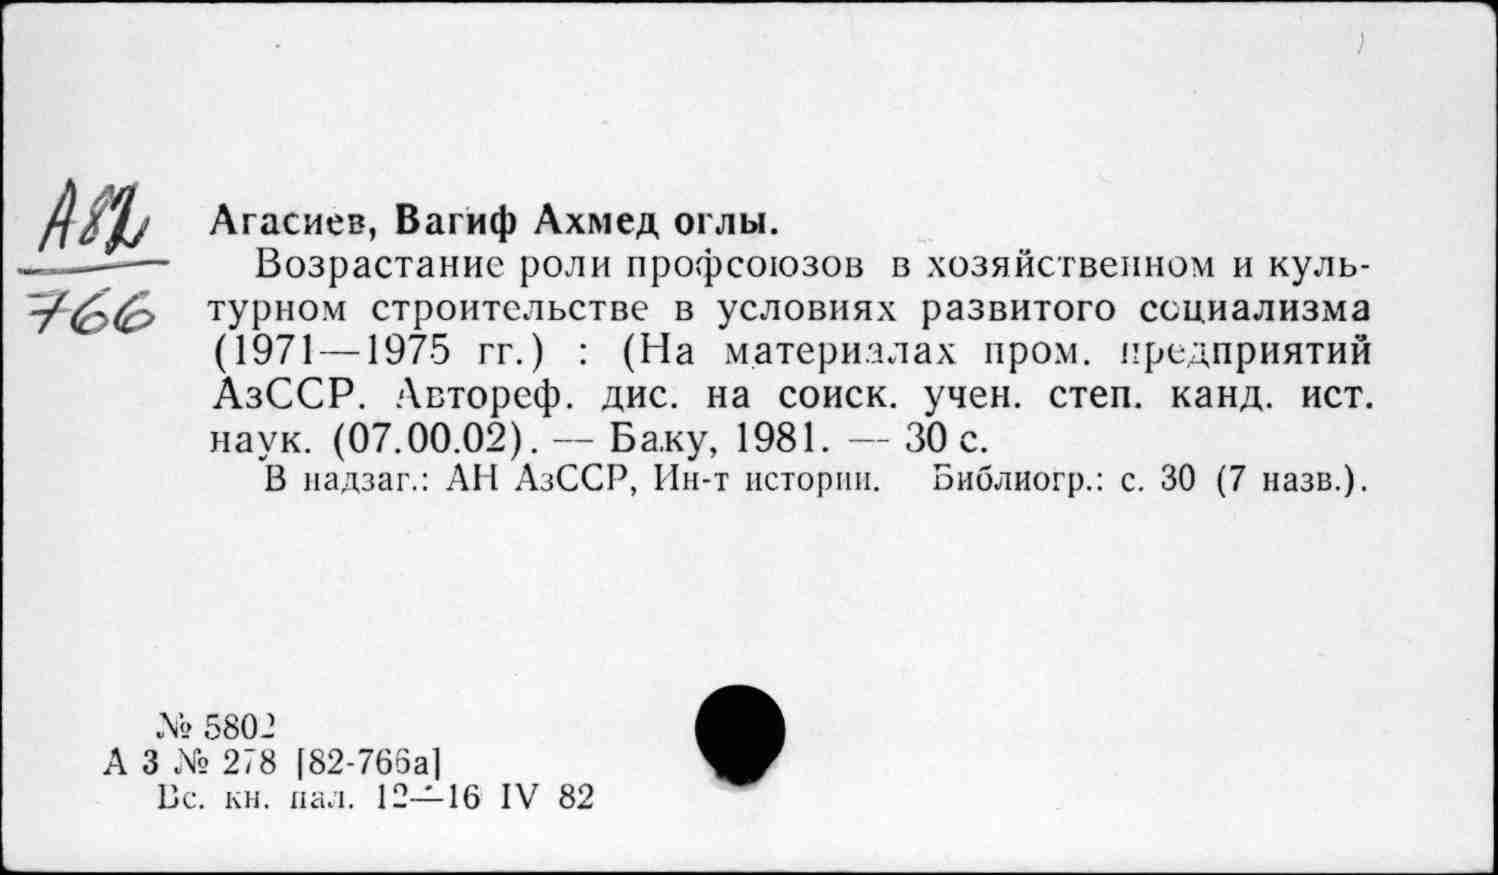 А82
766
Агасиев, Вагиф Ахмед оглы.
Возрастание роли профсоюзов в хозяйственном и куль-
турном строительстве в условиях развитого социализма
(1971—1975 гг.) : (На материалах пром. предприятий
АзССР. Автореф. дис. на соиск. учен. степ. канд. ист.
наук. (07.00.02). — Баку, 1981. — 30 с.
В надзаг.: АН АзССР, Ин-т истории. Библиогр.: с. 30 (7 назв.).
№ 5802
А 3 № 278 [82-766а]
Вс. кн. пал. 12—16 IV 82